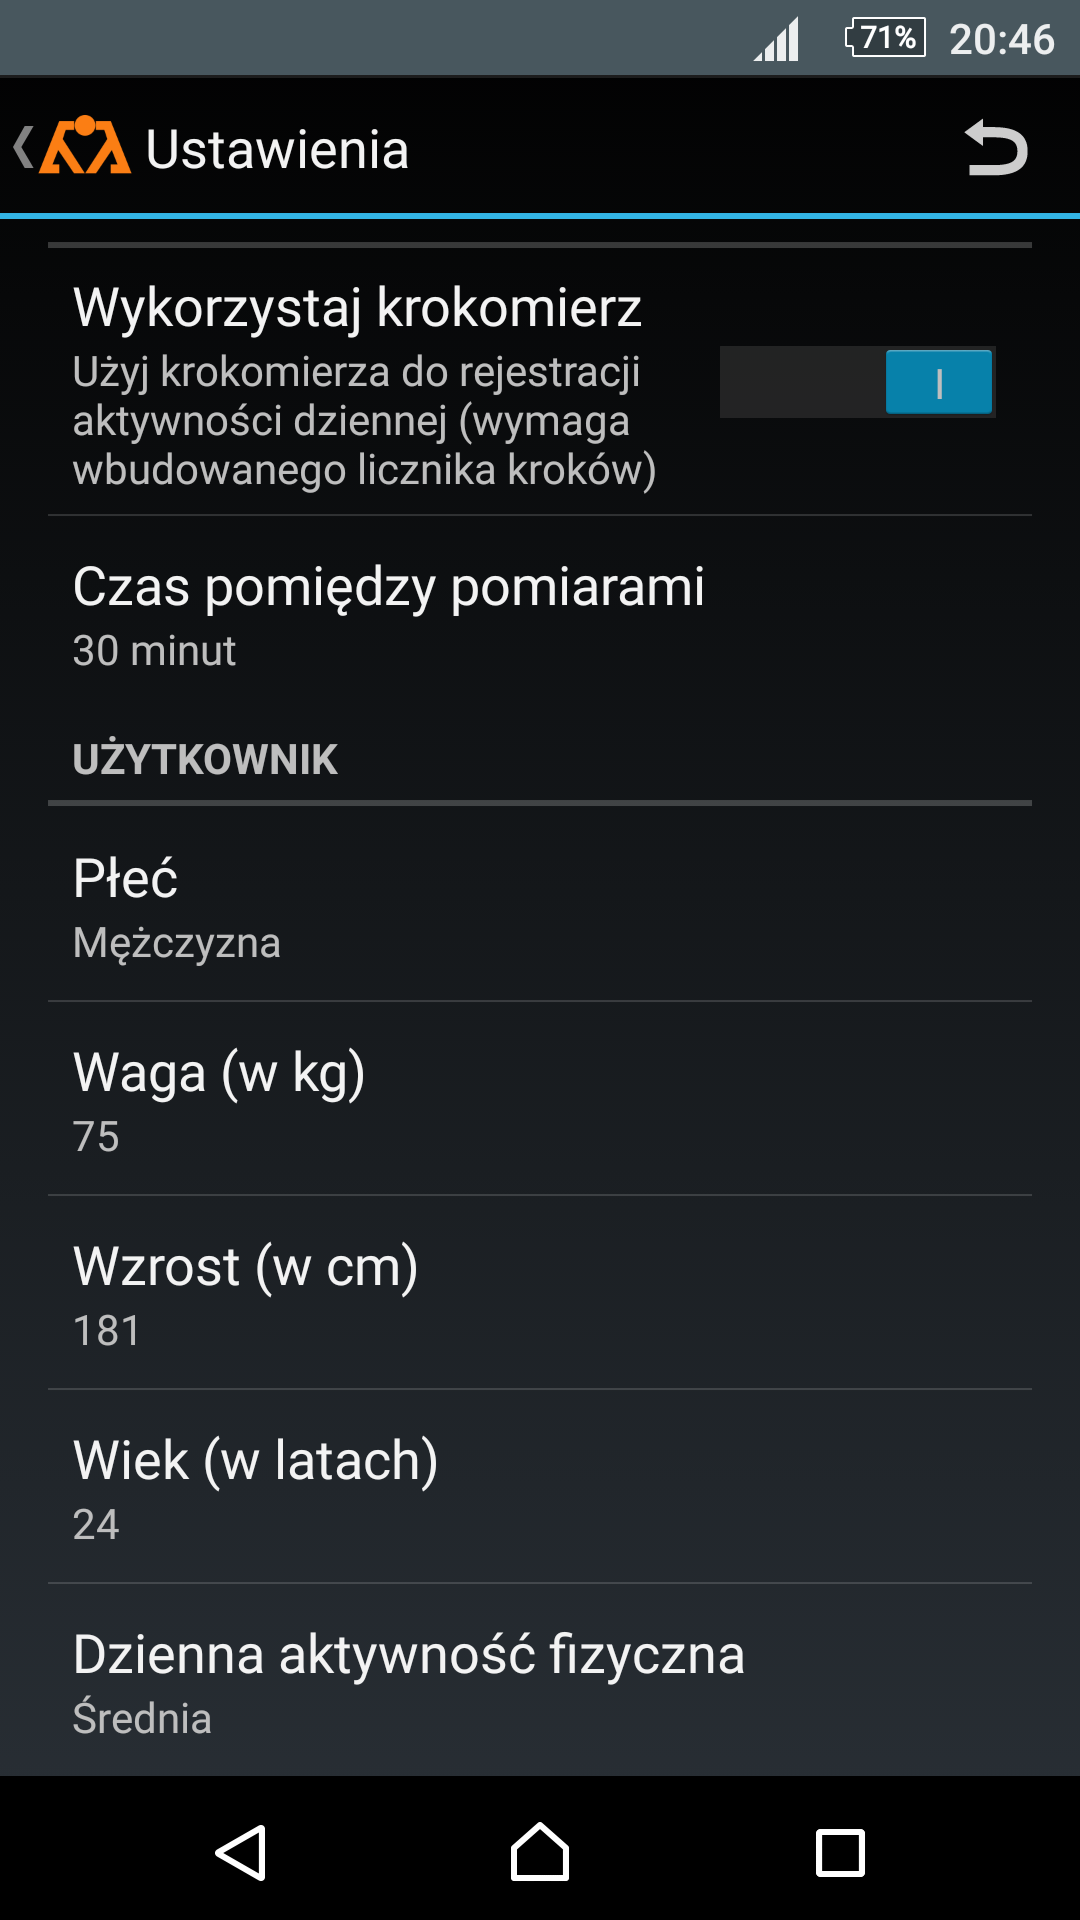 71% 20:46
Ustawienia
Wykorzystaj krokomierz
Użyj krokomierza do rejestracji
aktywności dziennej (wymaga
wbudowanego licznika kroków)
Czas pomiędzy pomiarami
30 minut
UŻYTKOWNIK
Płeć
Mężczyzna
Waga (w kg)
75
Wzrost (w cm)
181
Wiek (w latach)
24
Dzienna aktywność fizyczna
Średnia